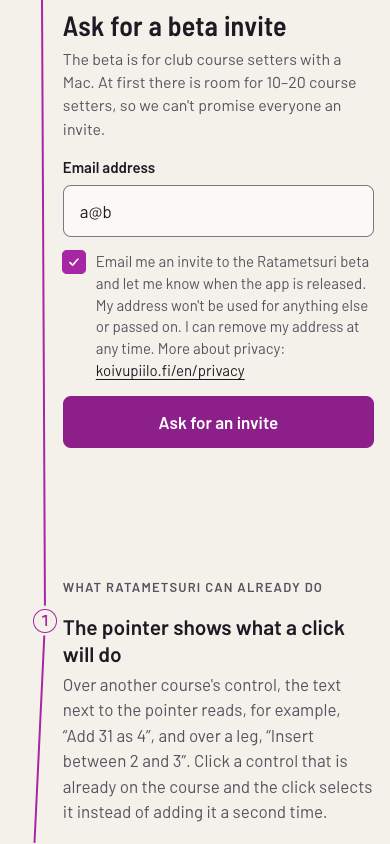 Ask for a beta invite
The beta is for club course setters with a
Mac. At first there is room for 10–20 course
setters, so we can't promise everyone an
invite.
Email address
a@b
Email me an invite to the Ratametsuri beta
and let me know when the app is released.
My address won't be used for anything else
or passed on. I can remove my address at
any time. More about privacy:
koivupiilo.fi/en/privacy
Ask for an invite
WHAT RATAMETSURI CAN ALREADY DO
1
The pointer shows what a click
will do
Over another course's control, the text
next to the pointer reads, for example,
“Add 31 as 4”, and over a leg, “Insert
between 2 and 3”. Click a control that is
already on the course and the click selects
it instead of adding it a second time.